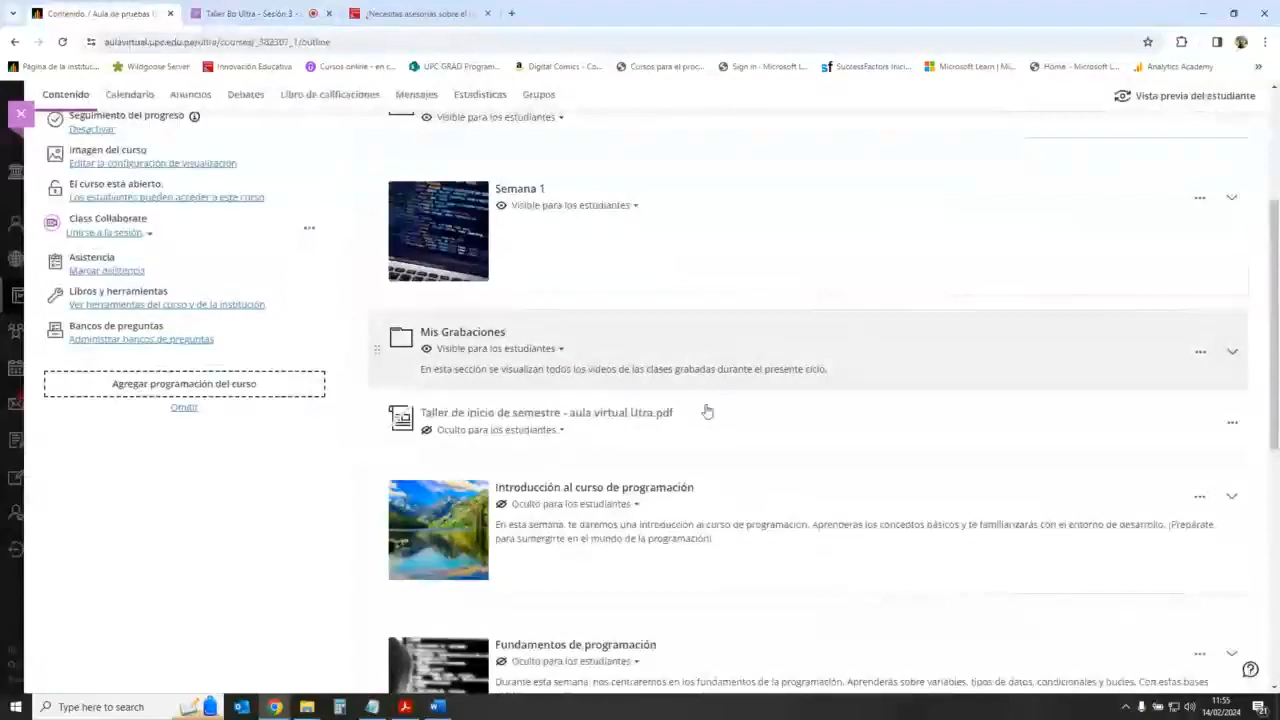 Contenido / Aula de pruebas
Taller Bb Ultra - Sesión 3 -
¿Necesitas asesorías sobre el
aulavirtual.upc.edu.pe/ultra/courses/_182307_1/outline
Página de la instituc...
Wildgoose Server
Innovación Educativa
Cursos online - en c...
UPC GRAD Program...
Digital Comics - Co...
Cursos para el proc...
Sign in - Microsoft L...
SuccessFactors Inici...
Microsoft Learn | Mi...
Home - Microsoft L...
Analytics Academy
Contenido
Calendario
Anuncios
Debates
Libro de calificaciones
Mensajes
Estadísticas
Grupos
Vista previa del estudiante
Seguimiento del progreso
Desactivar
Imagen del curso
Editar la configuración de visualización
El curso está abierto.
Los estudiantes pueden acceder a este curso
Class Collaborate
Unirse a la sesión
Asistencia
Marcar asistencia
Libros y herramientas
Ver herramientas del curso y de la institución
Bancos de preguntas
Administrar bancos de preguntas
Agregar programación del curso
Omitir
Visible para los estudiantes
Semana 1
Visible para los estudiantes
Mis Grabaciones
Visible para los estudiantes
En esta sección se visualizan todos los videos de las clases grabadas durante el presente ciclo.
Taller de inicio de semestre - aula virtual Utra.pdf
Oculto para los estudiantes
Introducción al curso de programación
Oculto para los estudiantes
En esta semana, te daremos una introducción al curso de programación. Aprenderás los conceptos básicos y te familiarizarás con el entorno de desarrollo. ¡Prepárate
para sumergirte en el mundo de la programación!
Fundamentos de programación
Oculto para los estudiantes
Durante esta semana, nos centraremos en los fundamentos de la programación. Aprenderás sobre variables, tipos de datos, condicionales y bucles. Con estas bases
Type here to search
11:55
14/02/2024